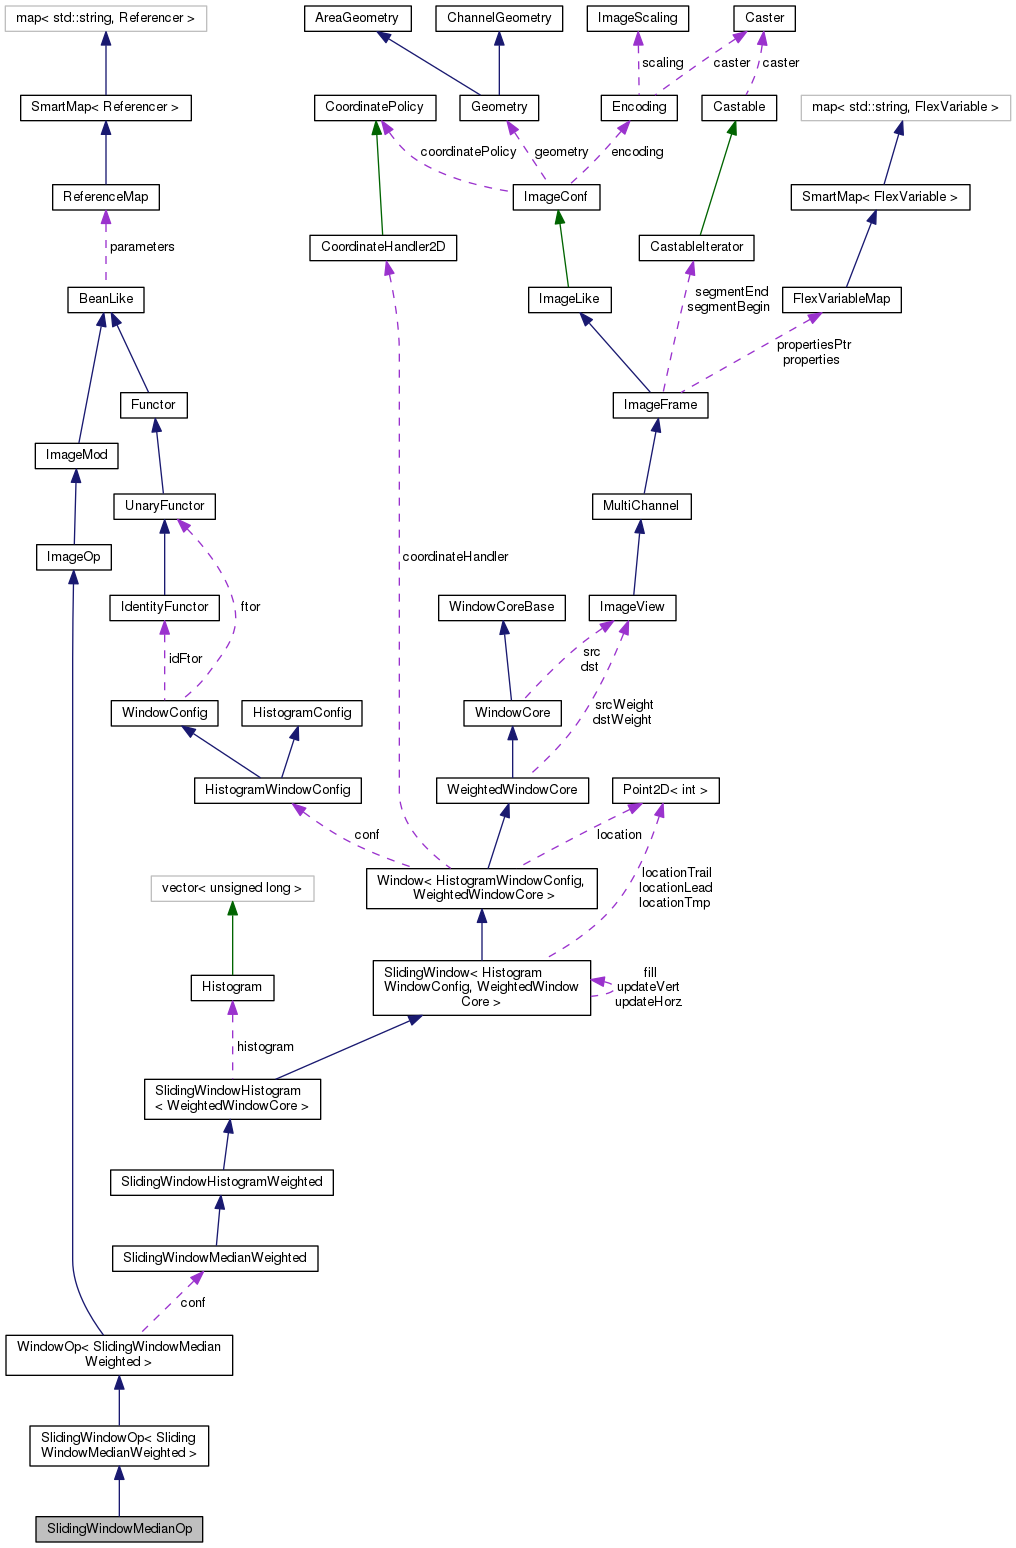 map< std::string, Referencer >
AreaGeometry
ChannelGeometry
ImageScaling
Caster
scaling
caster
caster
SmartMap< Referencer >
CoordinatePolicy
Geometry
Encoding
Castable
map< std::string, FlexVariable >
coordinatePolicy
geometry
encoding
ReferenceMap
ImageConf
SmartMap< FlexVariable >
parameters
CoordinateHandler2D
CastableIterator
BeanLike
ImageLike
segmentEnd
segmentBegin
FlexVariableMap
propertiesPtr
properties
Functor
ImageFrame
ImageMod
UnaryFunctor
MultiChannel
ImageOp
coordinateHandler
IdentityFunctor
ftor
WindowCoreBase
ImageView
idFtor
src
dst
WindowConfig
HistogramConfig
WindowCore
srcWeight
dstWeight
HistogramWindowConfig
WeightedWindowCore
Point2D< int >
conf
location
vector< unsigned long >
Window< HistogramWindowConfig,
WeightedWindowCore >
locationTrail
locationLead
locationTmp
Histogram
SlidingWindow< Histogram
WindowConfig, WeightedWindow
Core >
fill
updateVert
updateHorz
histogram
SlidingWindowHistogram
< WeightedWindowCore >
SlidingWindowHistogramWeighted
SlidingWindowMedianWeighted
conf
WindowOp< SlidingWindowMedian
Weighted >
SlidingWindowOp< Sliding
WindowMedianWeighted >
SlidingWindowMedianOp